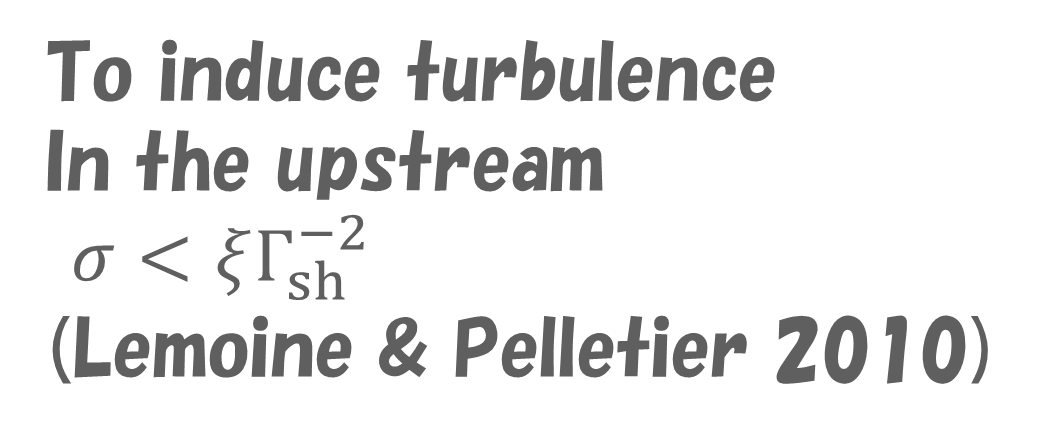 To induce turbulence
In the upstream
σ < ξΓ_sh^−2
(Lemoine & Pelletier 2010)